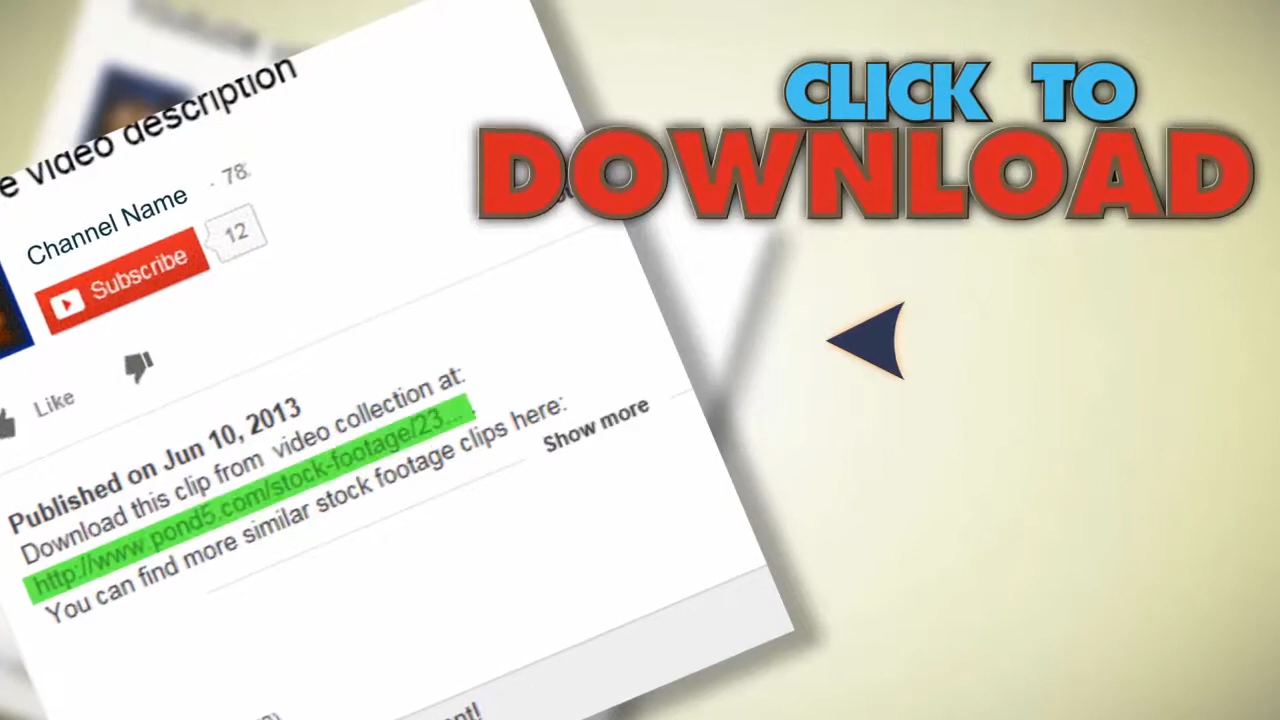 CLICK TO
DOWNLOAD
e video description
Channel Name
78
Subscribe
12
Like
Published on Jun 10, 2013
Download this clip from video collection at:
http://www.pond5.com/stock-footage/23... .
You can find more similar stock footage clips here:
Show more